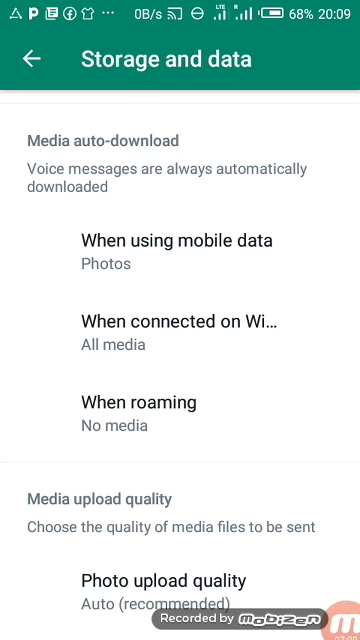 0B/s LTE R 68% 20:09
Storage and data
Media auto-download
Voice messages are always automatically
downloaded
When using mobile data
Photos
When connected on Wi...
All media
When roaming
No media
Media upload quality
Choose the quality of media files to be sent
Photo upload quality
Auto (recommended)
Recorded by mobizen